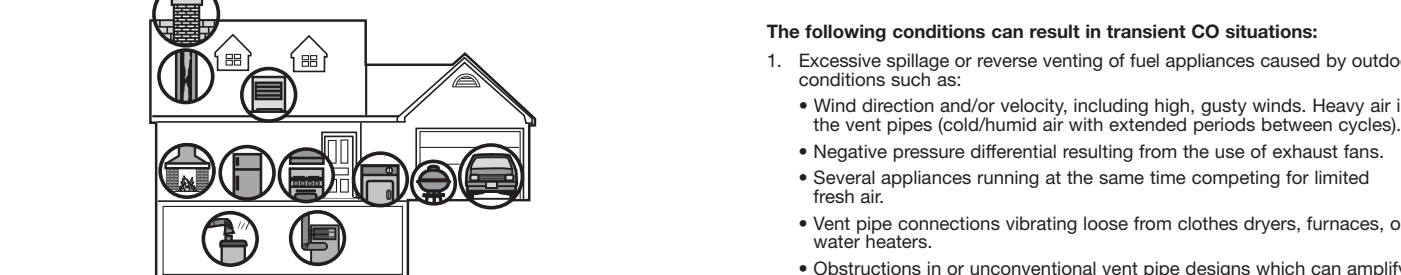 The following conditions can result in transient CO situations:
1. Excessive spillage or reverse venting of fuel appliances caused by
conditions such as:
• Wind direction and/or velocity, including high, gusty winds. Heavy air
the vent pipes (cold/humid air with extended periods between cycles).
• Negative pressure differential resulting from the use of exhaust fans.
• Several appliances running at the same time competing for limited
fresh air.
• Vent pipe connections vibrating loose from clothes dryers, furnaces,
water heaters.
• Obstructions in or unconventional vent pipe designs which can amplify